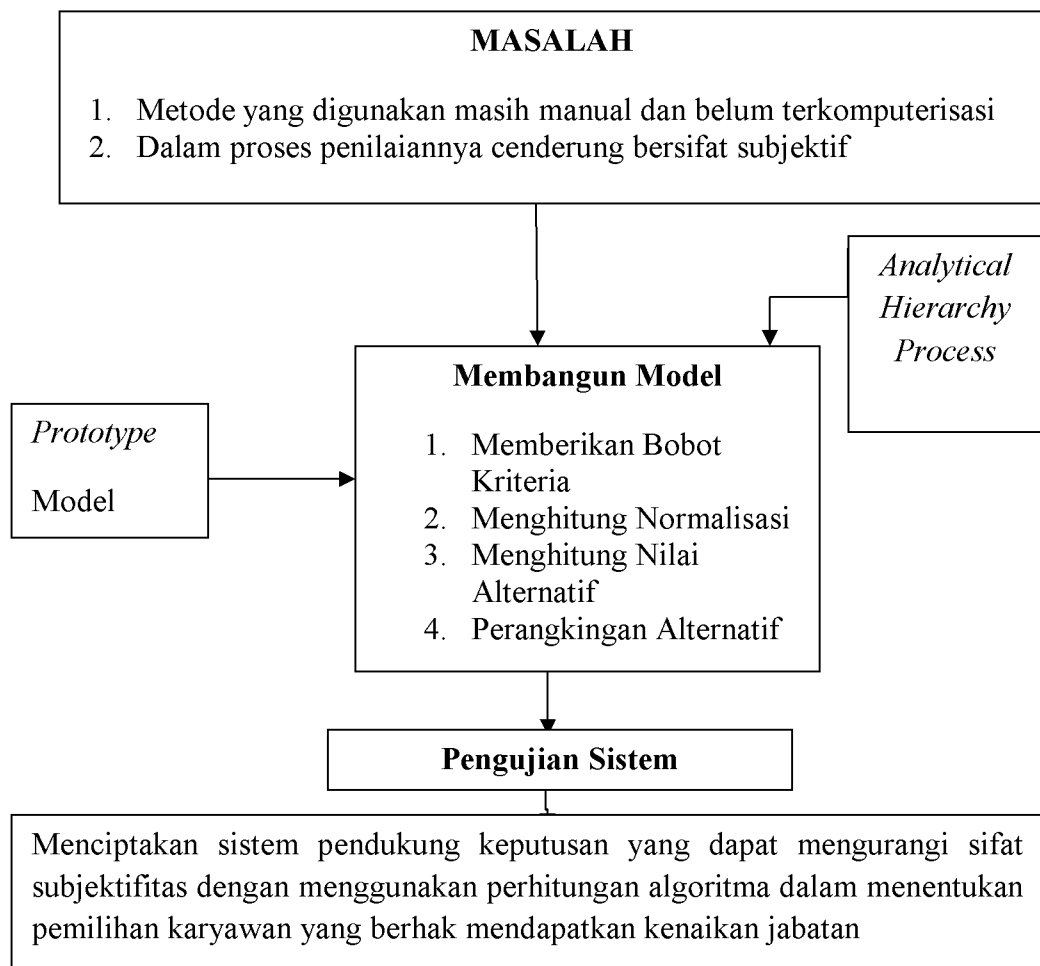 MASALAH
1. Metode yang digunakan masih manual dan belum terkomputerisasi
2. Dalam proses penilaiannya cenderung bersifat subjektif
Analytical
Hierarchy
Process
Membangun Model
Prototype
Model
1. Memberikan Bobot
Kriteria
2. Menghitung Normalisasi
3. Menghitung Nilai
Alternatif
4. Perangkingan Alternatif
Pengujian Sistem
Menciptakan sistem pendukung keputusan yang dapat mengurangi sifat
subjektifitas dengan menggunakan perhitungan algoritma dalam menentukan
pemilihan karyawan yang berhak mendapatkan kenaikan jabatan